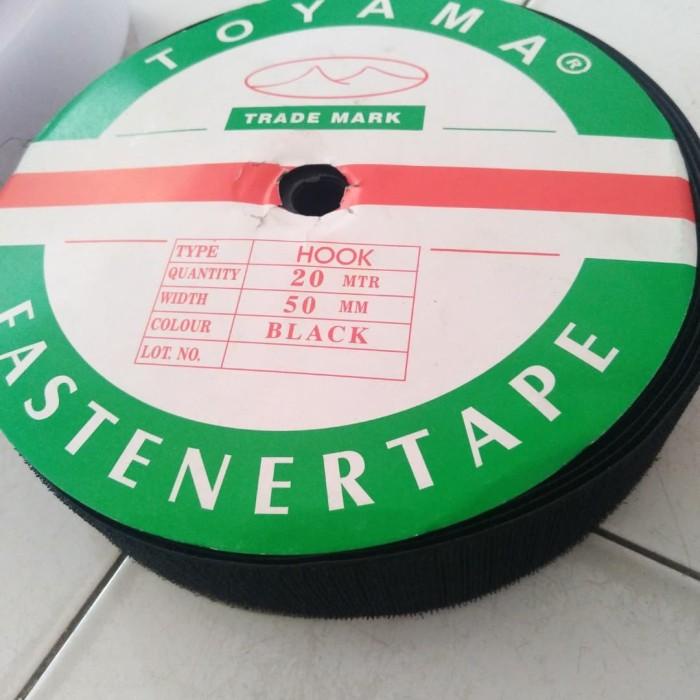 TOYAMA®
TRADE MARK
TYPE HOOK
QUANTITY 20 MTR
WIDTH 50 MM
COLOUR BLACK
LOT. NO.
FASTENERTAPE